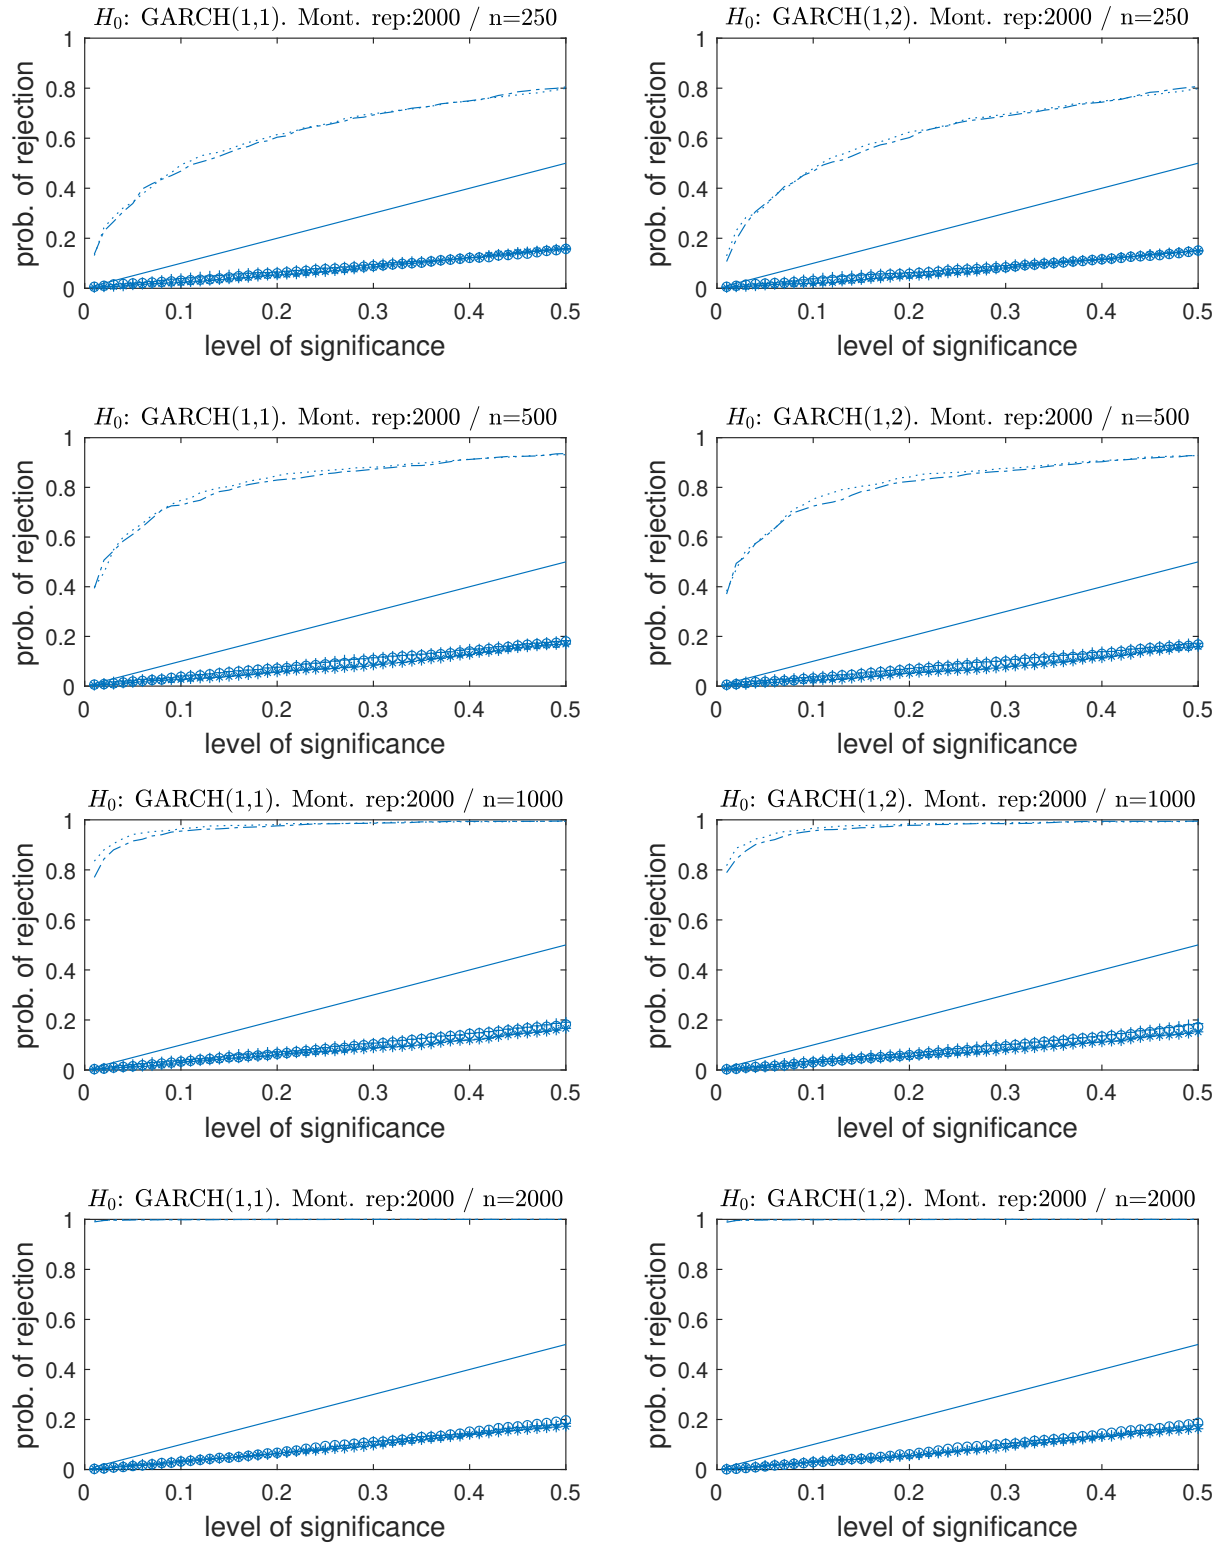 H₀: GARCH(1,1). Mont. rep:2000 / n=250
1
0.8
0.6
0.4
0.2
0
prob. of rejection
0 0.1 0.2 0.3 0.4 0.5
level of significance
H₀: GARCH(1,2). Mont. rep:2000 / n=250
1
0.8
0.6
0.4
0.2
0
prob. of rejection
0 0.1 0.2 0.3 0.4 0.5
level of significance
H₀: GARCH(1,1). Mont. rep:2000 / n=500
1
0.8
0.6
0.4
0.2
0
prob. of rejection
0 0.1 0.2 0.3 0.4 0.5
level of significance
H₀: GARCH(1,2). Mont. rep:2000 / n=500
1
0.8
0.6
0.4
0.2
0
prob. of rejection
0 0.1 0.2 0.3 0.4 0.5
level of significance
H₀: GARCH(1,1). Mont. rep:2000 / n=1000
1
0.8
0.6
0.4
0.2
0
prob. of rejection
0 0.1 0.2 0.3 0.4 0.5
level of significance
H₀: GARCH(1,2). Mont. rep:2000 / n=1000
1
0.8
0.6
0.4
0.2
0
prob. of rejection
0 0.1 0.2 0.3 0.4 0.5
level of significance
H₀: GARCH(1,1). Mont. rep:2000 / n=2000
1
0.8
0.6
0.4
0.2
0
prob. of rejection
0 0.1 0.2 0.3 0.4 0.5
level of significance
H₀: GARCH(1,2). Mont. rep:2000 / n=2000
1
0.8
0.6
0.4
0.2
0
prob. of rejection
0 0.1 0.2 0.3 0.4 0.5
level of significance